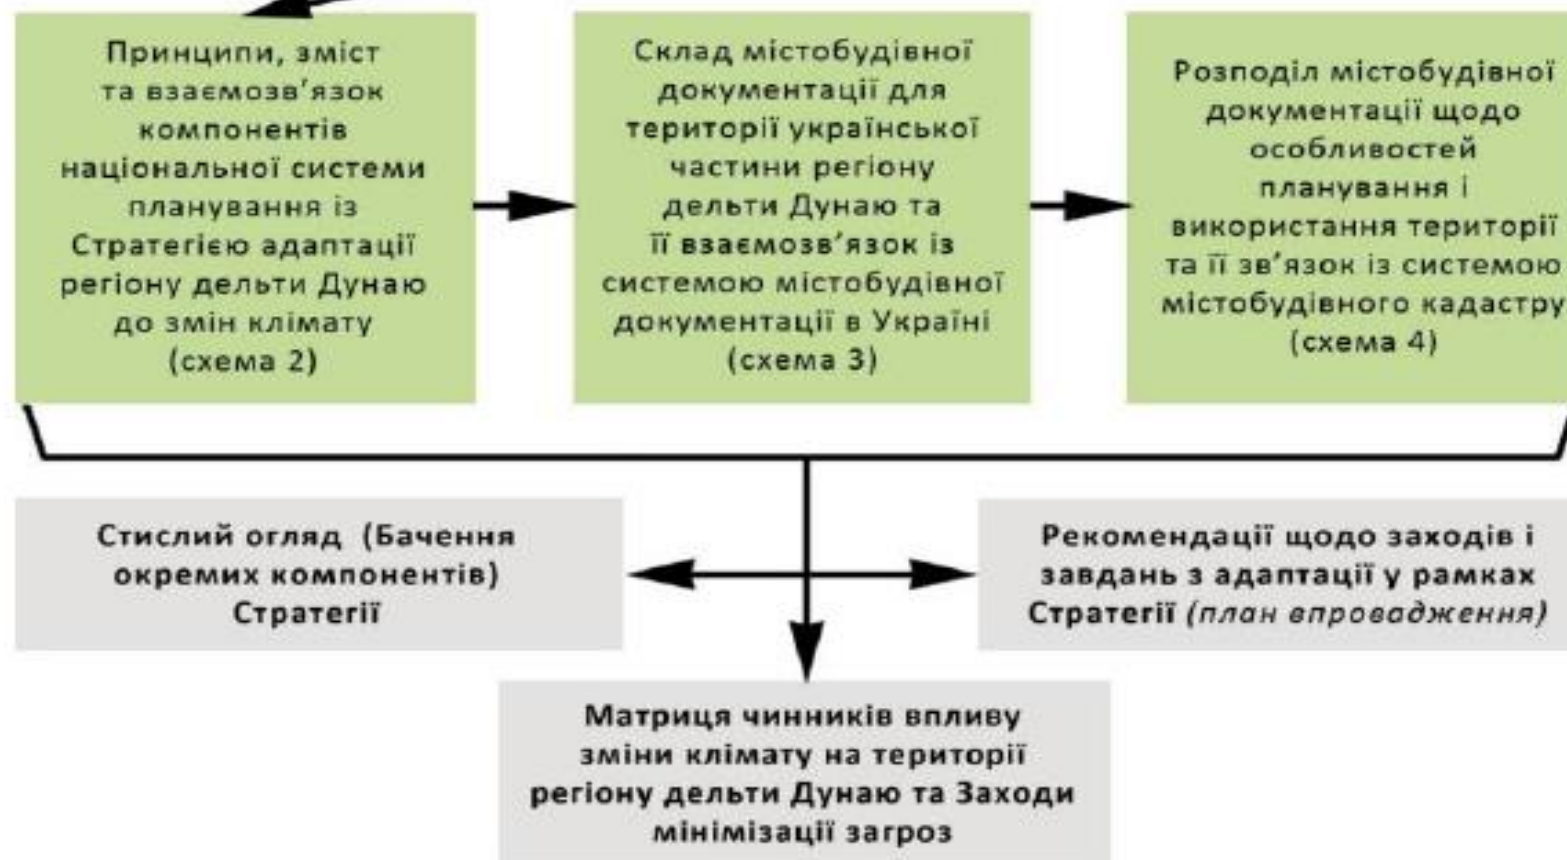 Принципи, зміст
та взаємозв'язок
компонентів
національної системи
планування із
Стратегією адаптації
регіону дельти Дунаю
до змін клімату
(схема 2)
Склад містобудівної
документації для
території української
частини регіону
дельти Дунаю та
її взаємозв'язок із
системою містобудівної
документації в Україні
(схема 3)
Розподіл містобудівної
документації щодо
особливостей
планування і
використання території
та її зв'язок із системою
містобудівного кадастру
(схема 4)
Стислий огляд (Бачення
окремих компонентів)
Стратегії
Рекомендації щодо заходів і
завдань з адаптації у рамках
Стратегії (план впровадження)
Матриця чинників впливу
зміни клімату на території
регіону дельти Дунаю та Заходи
мінімізації загроз